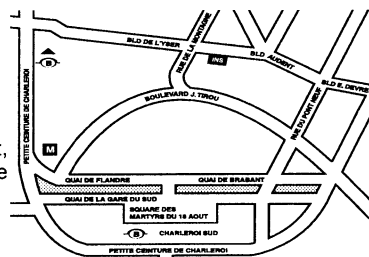 BLD DE L'YSER
RUE DE LA MONTAGNE
INS
BLD AUDENT
BLD E. DEVRE
PETITE CEINTURE DE CHARLEROI
B
BOULEVARD J. TIROU
RUE DU PONT NEUF
M
QUAI DE FLANDRE
QUAI DE BRABANT
QUAI DE LA GARE DU SUD
SQUARE DES
MARTYRS DU 18 AOUT
B CHARLEROI SUD
PETITE CEINTURE DE CHARLEROI